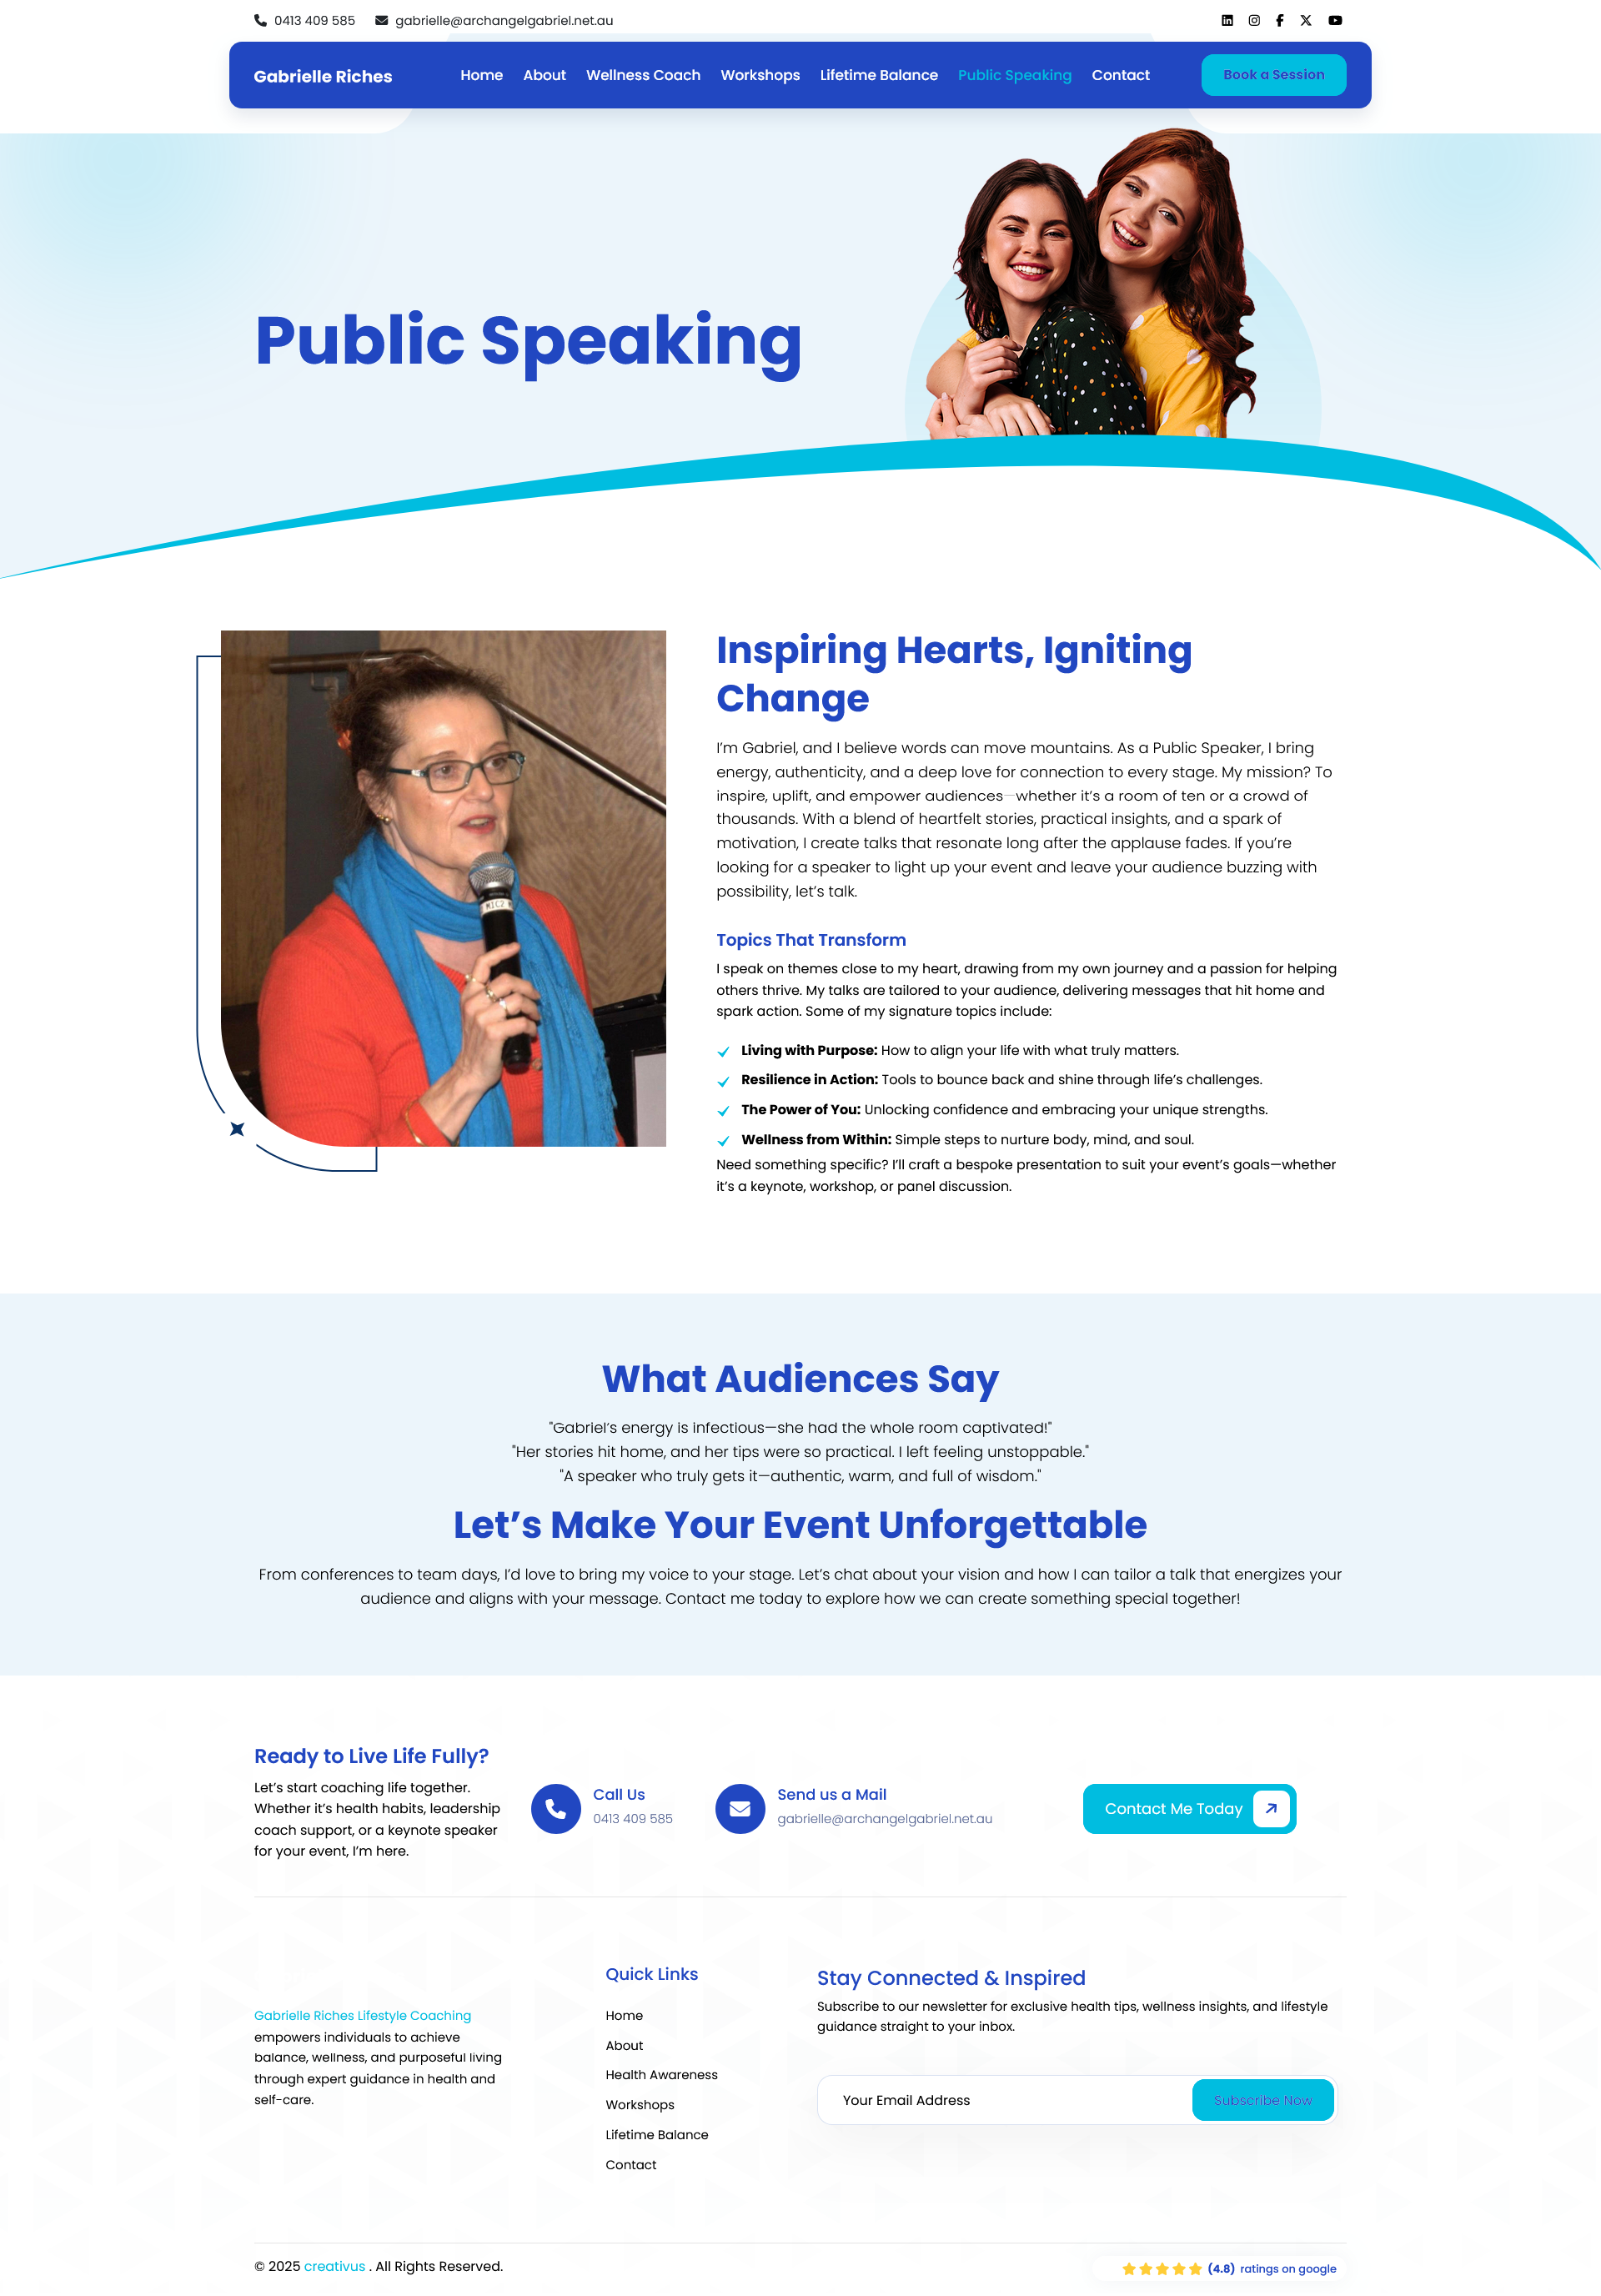 0413 409 585 gabrielle@archangelgabriel.net.au
Gabrielle Riches Home About Wellness Coach Workshops Lifetime Balance Public Speaking Contact Book a Session
Public Speaking
MIC2
Inspiring Hearts, Igniting
Change
I’m Gabriel, and I believe words can move mountains. As a Public Speaker, I bring
energy, authenticity, and a deep love for connection to every stage. My mission? To
inspire, uplift, and empower audiences—whether it’s a room of ten or a crowd of
thousands. With a blend of heartfelt stories, practical insights, and a spark of
motivation, I create talks that resonate long after the applause fades. If you’re
looking for a speaker to light up your event and leave your audience buzzing with
possibility, let’s talk.
Topics That Transform
I speak on themes close to my heart, drawing from my own journey and a passion for helping
others thrive. My talks are tailored to your audience, delivering messages that hit home and
spark action. Some of my signature topics include:
Living with Purpose: How to align your life with what truly matters.
Resilience in Action: Tools to bounce back and shine through life’s challenges.
The Power of You: Unlocking confidence and embracing your unique strengths.
Wellness from Within: Simple steps to nurture body, mind, and soul.
Need something specific? I’ll craft a bespoke presentation to suit your event’s goals—whether
it’s a keynote, workshop, or panel discussion.
What Audiences Say
"Gabriel’s energy is infectious—she had the whole room captivated!"
"Her stories hit home, and her tips were so practical. I left feeling unstoppable."
"A speaker who truly gets it—authentic, warm, and full of wisdom."
Let’s Make Your Event Unforgettable
From conferences to team days, I’d love to bring my voice to your stage. Let’s chat about your vision and how I can tailor a talk that energizes your
audience and aligns with your message. Contact me today to explore how we can create something special together!
Ready to Live Life Fully?
Let’s start coaching life together.
Whether it’s health habits, leadership
coach support, or a keynote speaker
for your event, I’m here.
Call Us
0413 409 585
Send us a Mail
gabrielle@archangelgabriel.net.au
Contact Me Today
Gabrielle Riches Lifestyle Coaching
empowers individuals to achieve
balance, wellness, and purposeful living
through expert guidance in health and
self-care.
Quick Links
Home
About
Health Awareness
Workshops
Lifetime Balance
Contact
Stay Connected & Inspired
Subscribe to our newsletter for exclusive health tips, wellness insights, and lifestyle
guidance straight to your inbox.
Your Email Address Subscribe Now
© 2025 creativus . All Rights Reserved.
(4.8) ratings on google